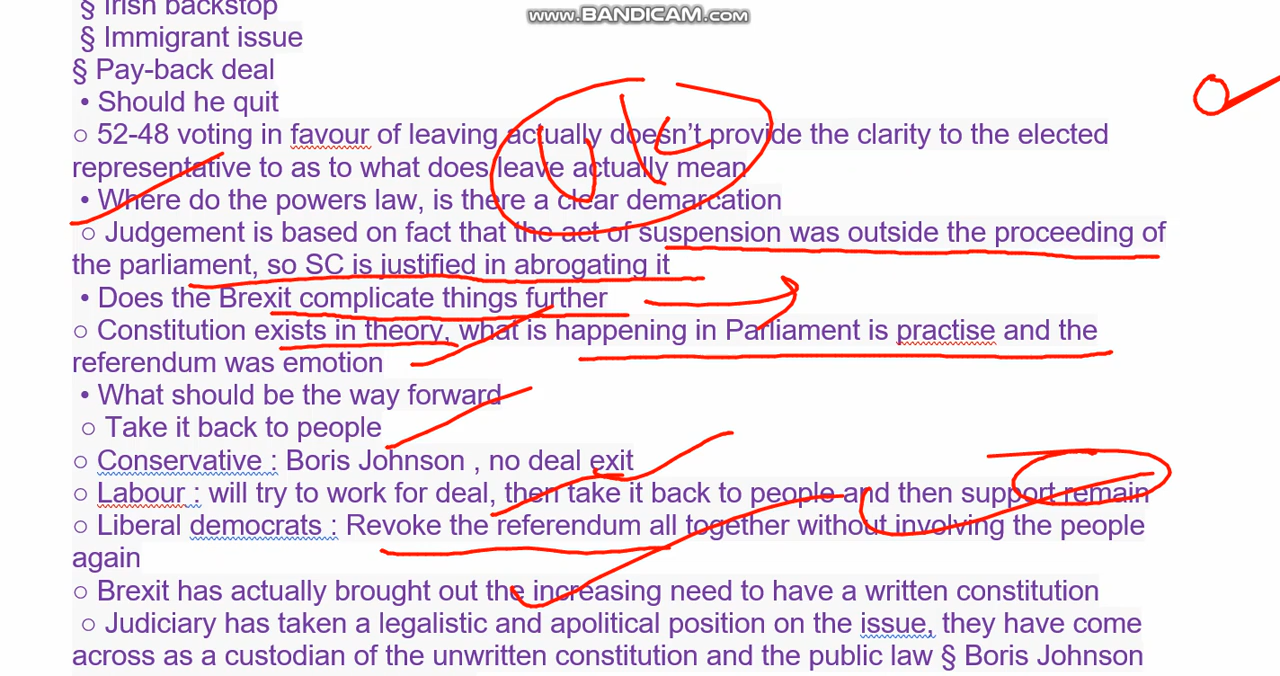 www.BANDICAM.com
§ Irish backstop
§ Immigrant issue
§ Pay-back deal
• Should he quit
○ 52-48 voting in favour of leaving actually doesn't provide the clarity to the elected
representative to as to what does leave actually mean
• Where do the powers law, is there a clear demarcation
○ Judgement is based on fact that the act of suspension was outside the proceeding of
the parliament, so SC is justified in abrogating it
• Does the Brexit complicate things further
○ Constitution exists in theory, what is happening in Parliament is practise and the
referendum was emotion
• What should be the way forward
○ Take it back to people
○ Conservative : Boris Johnson , no deal exit
○ Labour : will try to work for deal, then take it back to people and then support remain
○ Liberal democrats : Revoke the referendum all together without involving the people
again
○ Brexit has actually brought out the increasing need to have a written constitution
○ Judiciary has taken a legalistic and apolitical position on the issue, they have come
across as a custodian of the unwritten constitution and the public law § Boris Johnson